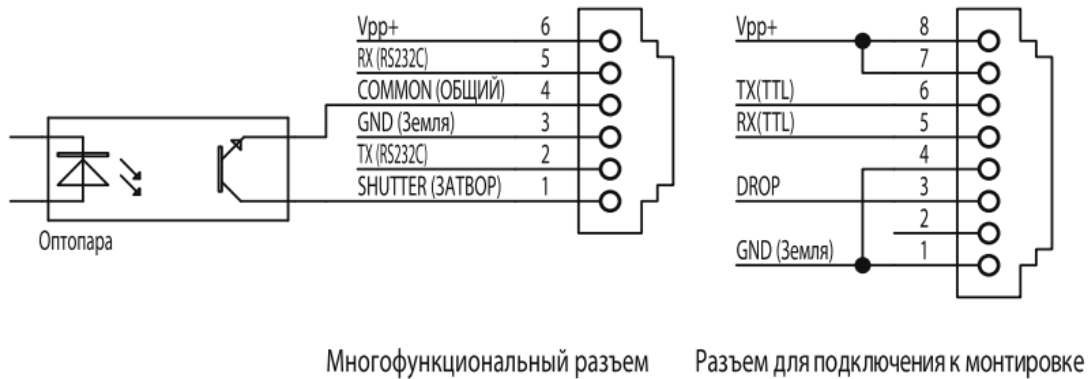 Vpp+ 6
RX (RS232C) 5
COMMON (ОБЩИЙ) 4
GND (Земля) 3
TX (RS232C) 2
SHUTTER (ЗАТВОР) 1
Оптопара
Многофункциональный разъем
Vpp+ 8
7
TX(TTL) 6
RX(TTL) 5
4
DROP 3
2
GND (Земля) 1
Разъем для подключения к монтировке